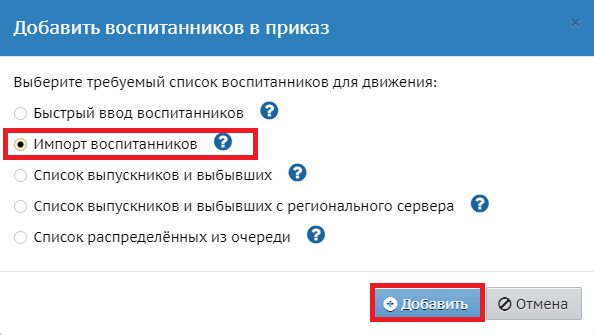 Добавить воспитанников в приказ
Выберите требуемый список воспитанников для движения:
Быстрый ввод воспитанников ?
Импорт воспитанников ?
Список выпускников и выбывших ?
Список выпускников и выбывших с регионального сервера ?
Список распределённых из очереди ?
Добавить Отмена